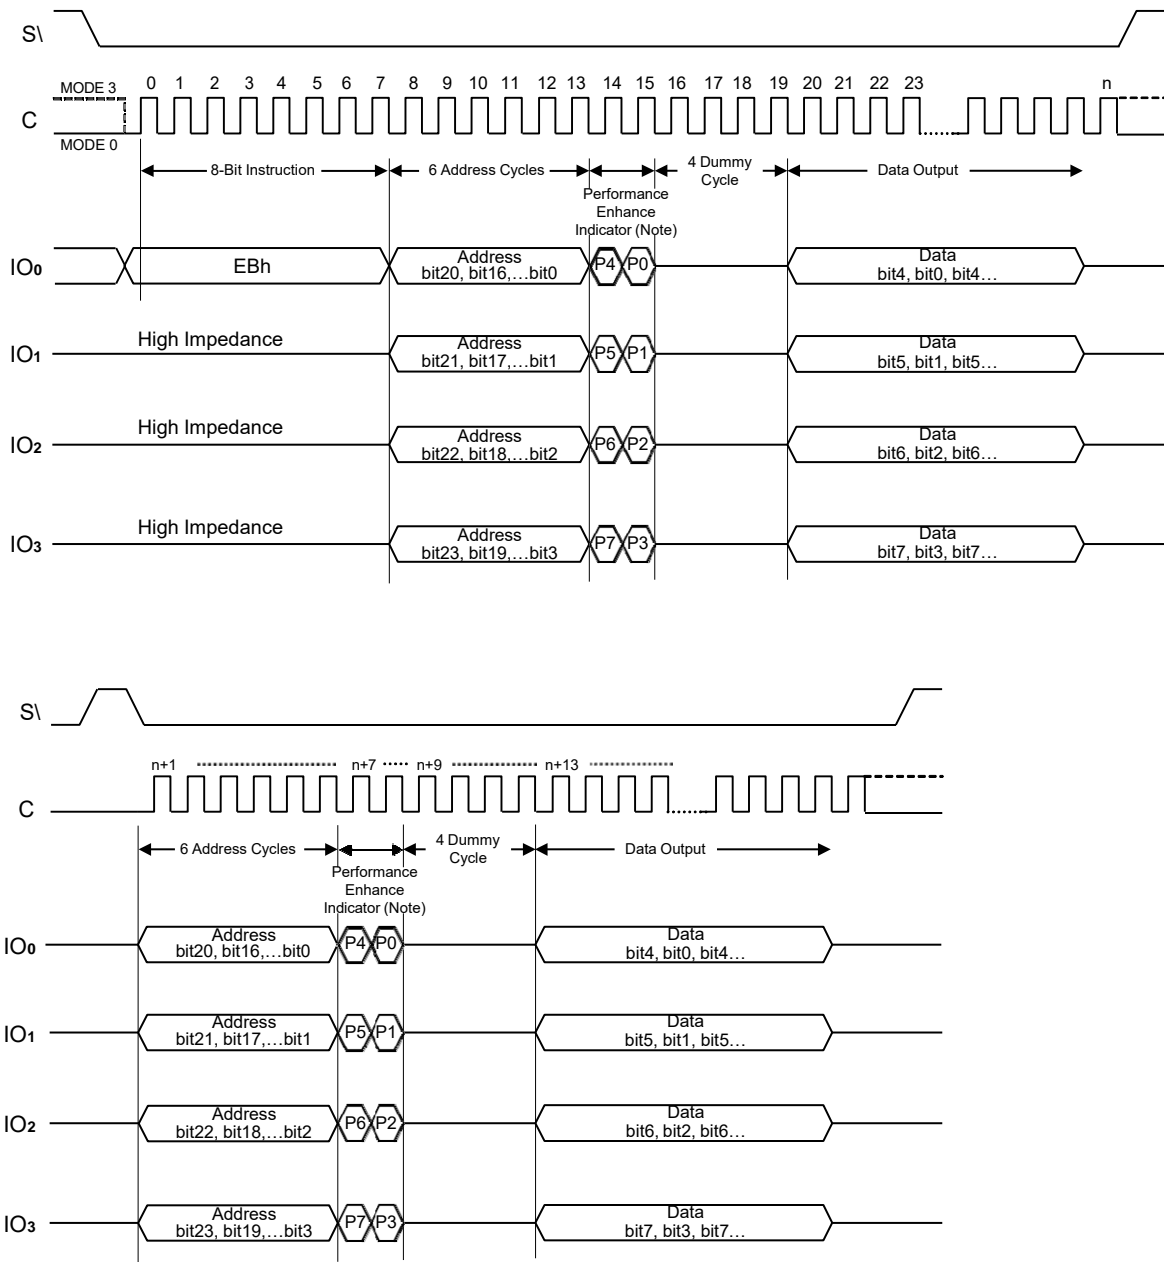 S\
MODE 3
0 1 2 3 4 5 6 7 8 9 10 11 12 13 14 15 16 17 18 19 20 21 22 23 n
C
MODE 0
8-Bit Instruction
6 Address Cycles
4 Dummy
Cycle
Data Output
Performance
Enhance
Indicator (Note)
IO0
EBh
Address
bit20, bit16,...bit0
P4 P0
Data
bit4, bit0, bit4...
IO1
High Impedance
Address
bit21, bit17,...bit1
P5 P1
Data
bit5, bit1, bit5...
IO2
High Impedance
Address
bit22, bit18,...bit2
P6 P2
Data
bit6, bit2, bit6...
IO3
High Impedance
Address
bit23, bit19,...bit3
P7 P3
Data
bit7, bit3, bit7...
S\
n+1 n+7 n+9 n+13
C
6 Address Cycles
4 Dummy
Cycle
Data Output
Performance
Enhance
Indicator (Note)
IO0
Address
bit20, bit16,...bit0
P4 P0
Data
bit4, bit0, bit4...
IO1
Address
bit21, bit17,...bit1
P5 P1
Data
bit5, bit1, bit5...
IO2
Address
bit22, bit18,...bit2
P6 P2
Data
bit6, bit2, bit6...
IO3
Address
bit23, bit19,...bit3
P7 P3
Data
bit7, bit3, bit7...